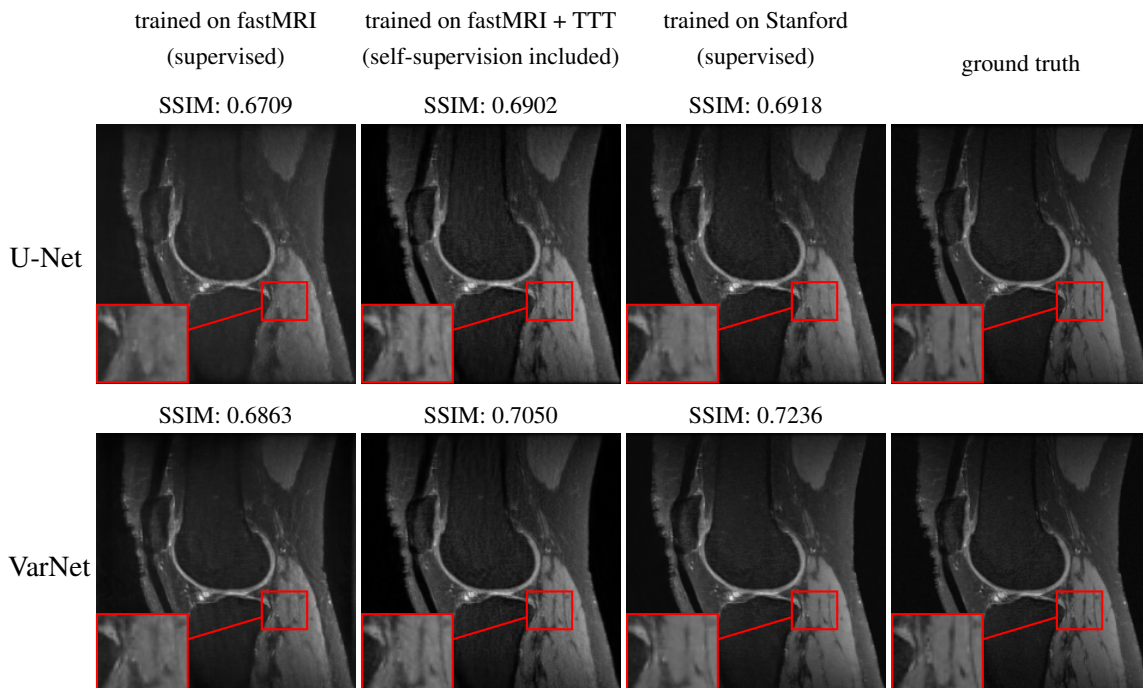 trained on fastMRI
(supervised)
trained on fastMRI + TTT
(self-supervision included)
trained on Stanford
(supervised)
ground truth
SSIM: 0.6709
SSIM: 0.6902
SSIM: 0.6918
U-Net
SSIM: 0.6863
SSIM: 0.7050
SSIM: 0.7236
VarNet